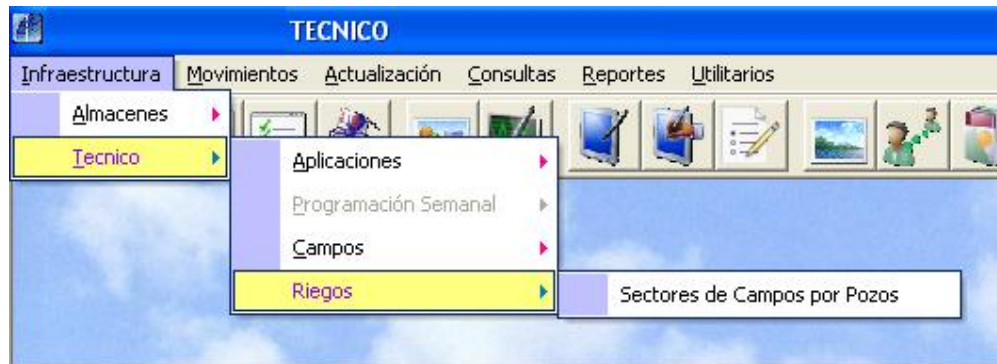 TECNICO
Infraestructura Movimientos Actualización Consultas Reportes Utilitarios
Almacenes
Tecnico
Aplicaciones
Programación Semanal
Campos
Riegos
Sectores de Campos por Pozos